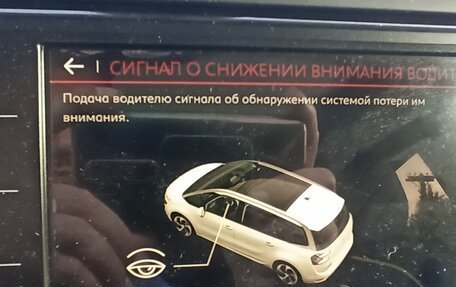 СИГНАЛ О СНИЖЕНИИ ВНИМАНИЯ ВОДИТ
Подача водителю сигнала об обнаружении системой потери им
внимания.